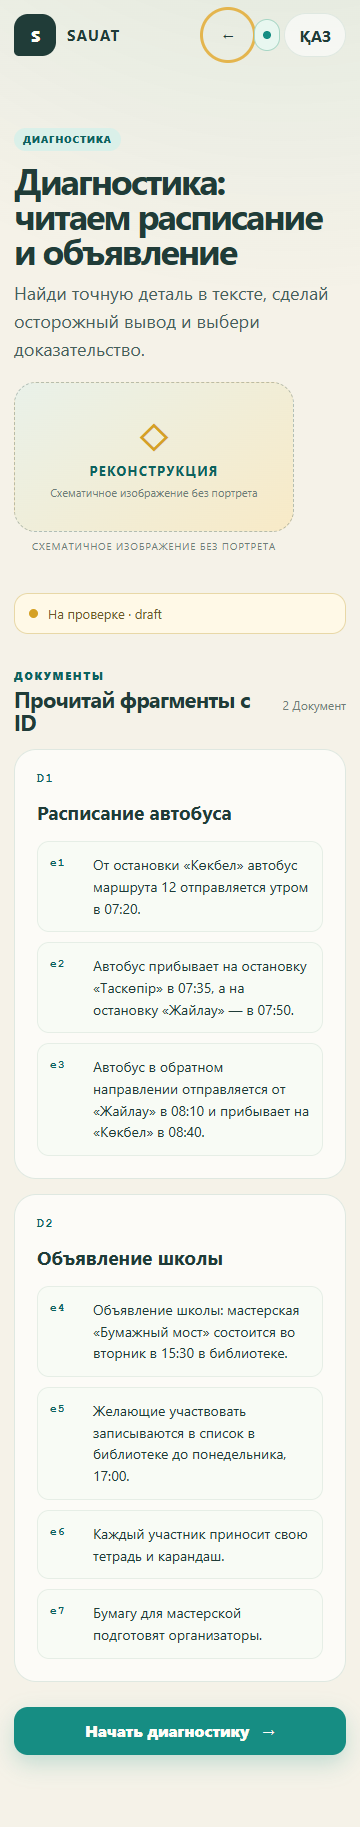 S SAUAT ← ҚАЗ
ДИАГНОСТИКА
Диагностика:
читаем расписание
и объявление
Найди точную деталь в тексте, сделай
осторожный вывод и выбери
доказательство.
РЕКОНСТРУКЦИЯ
Схематичное изображение без портрета
СХЕМАТИЧНОЕ ИЗОБРАЖЕНИЕ БЕЗ ПОРТРЕТА
На проверке · draft
ДОКУМЕНТЫ
Прочитай фрагменты с
ID
2 Документ
D1
Расписание автобуса
e1
От остановки «Көкбел» автобус
маршрута 12 отправляется утром
в 07:20.
e2
Автобус прибывает на остановку
«Таскөпір» в 07:35, а на
остановку «Жайлау» — в 07:50.
e3
Автобус в обратном
направлении отправляется от
«Жайлау» в 08:10 и прибывает на
«Көкбел» в 08:40.
D2
Объявление школы
e4
Объявление школы: мастерская
«Бумажный мост» состоится во
вторник в 15:30 в библиотеке.
e5
Желающие участвовать
записываются в список в
библиотеке до понедельника,
17:00.
e6
Каждый участник приносит свою
тетрадь и карандаш.
e7
Бумагу для мастерской
подготовят организаторы.
Начать диагностику →